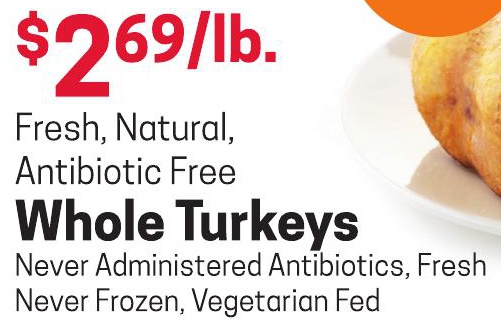 $2 69/lb.
Fresh, Natural,
Antibiotic Free
Whole Turkeys
Never Administered Antibiotics, Fresh
Never Frozen, Vegetarian Fed